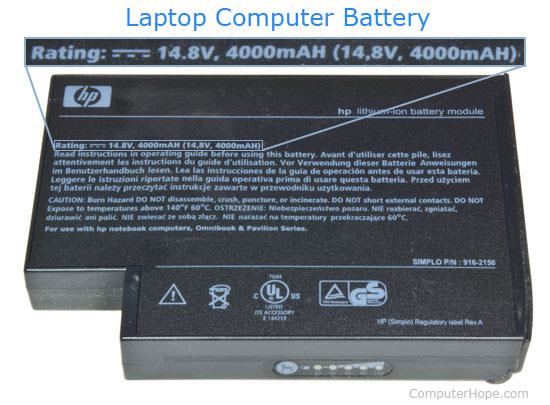 Laptop Computer Battery
Rating: 14.8V, 4000mAH (14,8V, 4000mAH)
hp
hp lithium-ion battery module
Rating: 14.8V, 4000mAH (14,8V, 4000mAH)
Read instructions in operating guide before using this battery. Avant d'utiliser cette pile, lisez
attentivement les instructions du guide d'utilisation. Vor Verwendung dieser Batterie Anweisungen
im Benutzerhandbuch lesen. Lea las instrucciones de la guía de operación antes de usar esta batería.
Leggere le istruzioni riportate nella guida operativa prima di usare questa batteria. Przed użyciem
tej baterii należy przeczytać instrukcje zawarte w przewodniku użytkowania.
CAUTION: Burn Hazard DO NOT disassemble, crush, puncture, or incinerate. DO NOT short external contacts. DO NOT
Expose to temperatures above 140°F 60°C. OSTRZEŻENIE: Niebezpieczeństwo pożaru. NIE rozbierać, zgniatać,
dziurawić ani palić. NIE zwierać ze sobą złącz. NIE narażać na temperatury przekraczające 60°C.
For use with hp notebook computers, Omnibook & Pavilion Series.
SIMPLO P/N : 916-2150
7G04
c UL us
LISTED
ITE ACCESSORY
E 184259
GS
HP (Simplo) Regulatory label Rev.A
ComputerHope.com